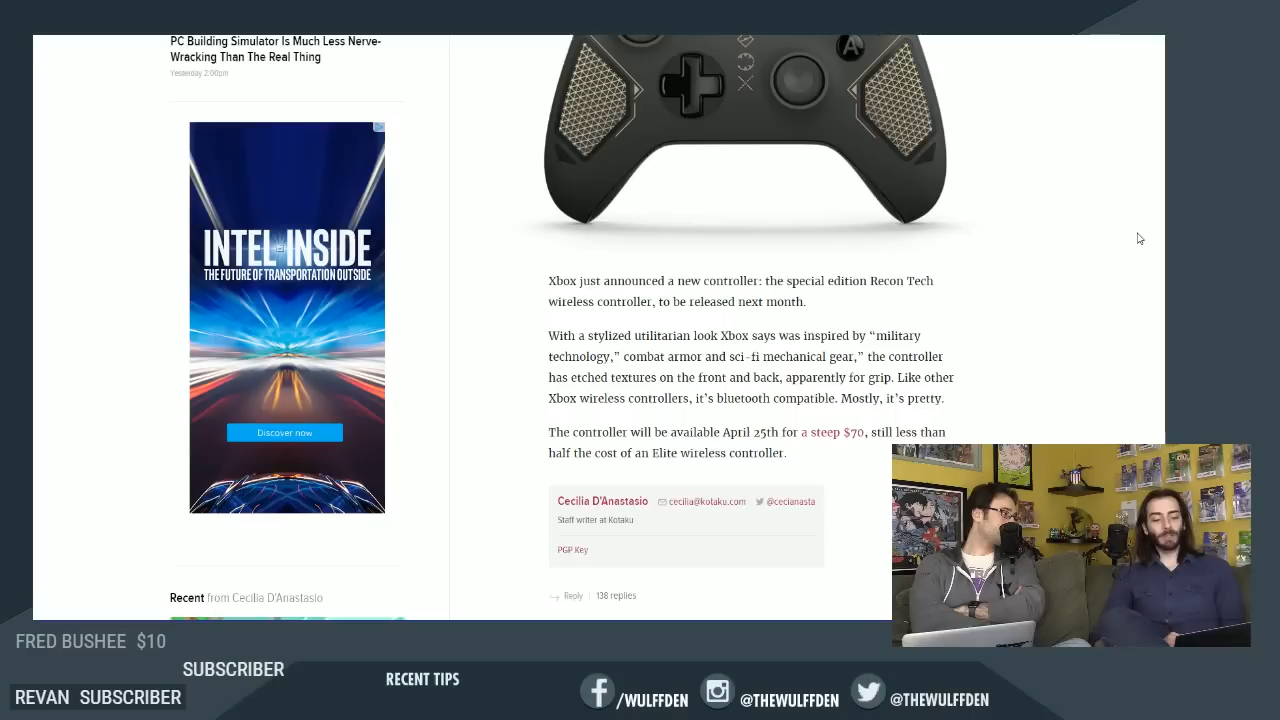 PC Building Simulator Is Much Less Nerve-
Wracking Than The Real Thing
Yesterday 2:00pm
INTEL INSIDE
THE FUTURE OF TRANSPORTATION OUTSIDE
Discover now
Recent from Cecilia D'Anastasio
A
Xbox just announced a new controller: the special edition Recon Tech
wireless controller, to be released next month.
With a stylized utilitarian look Xbox says was inspired by “military
technology,” combat armor and sci-fi mechanical gear,” the controller
has etched textures on the front and back, apparently for grip. Like other
Xbox wireless controllers, it’s bluetooth compatible. Mostly, it’s pretty.
The controller will be available April 25th for a steep $70, still less than
half the cost of an Elite wireless controller.
Cecilia D'Anastasio cecilia@kotaku.com @cecianasta
Staff writer at Kotaku
PGP Key
Reply 138 replies
FRED BUSHEE $10
SUBSCRIBER
REVAN SUBSCRIBER
RECENT TIPS
/WULFFDEN
@THEWULFFDEN
@THEWULFFDEN